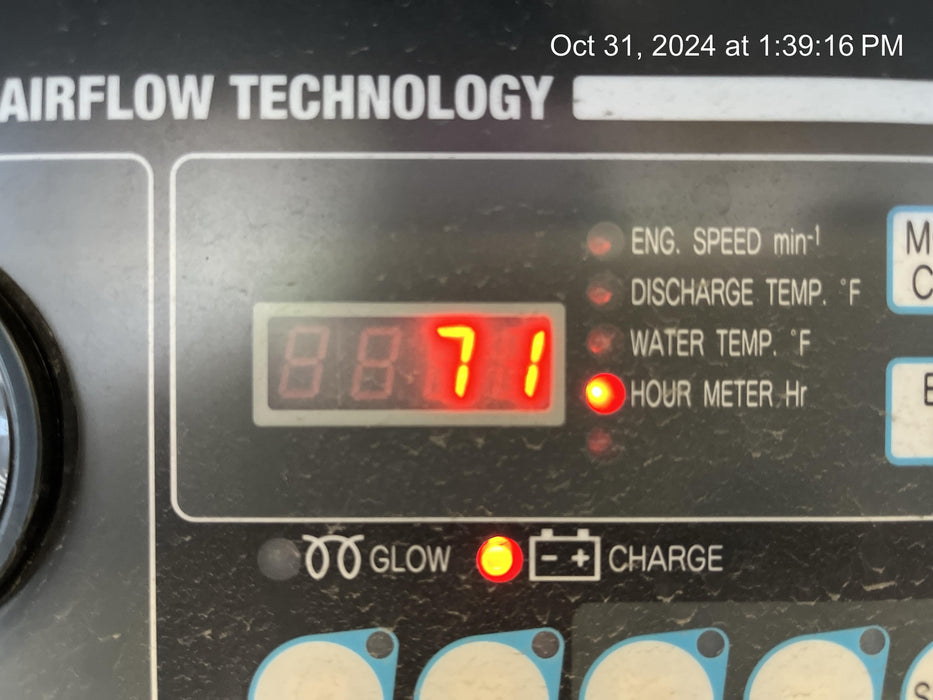 Oct 31, 2024 at 1:39:16 PM
AIRFLOW TECHNOLOGY
ENG. SPEED min-1
DISCHARGE TEMP. °F
WATER TEMP. °F
71
HOUR METER Hr
GLOW
- +
CHARGE